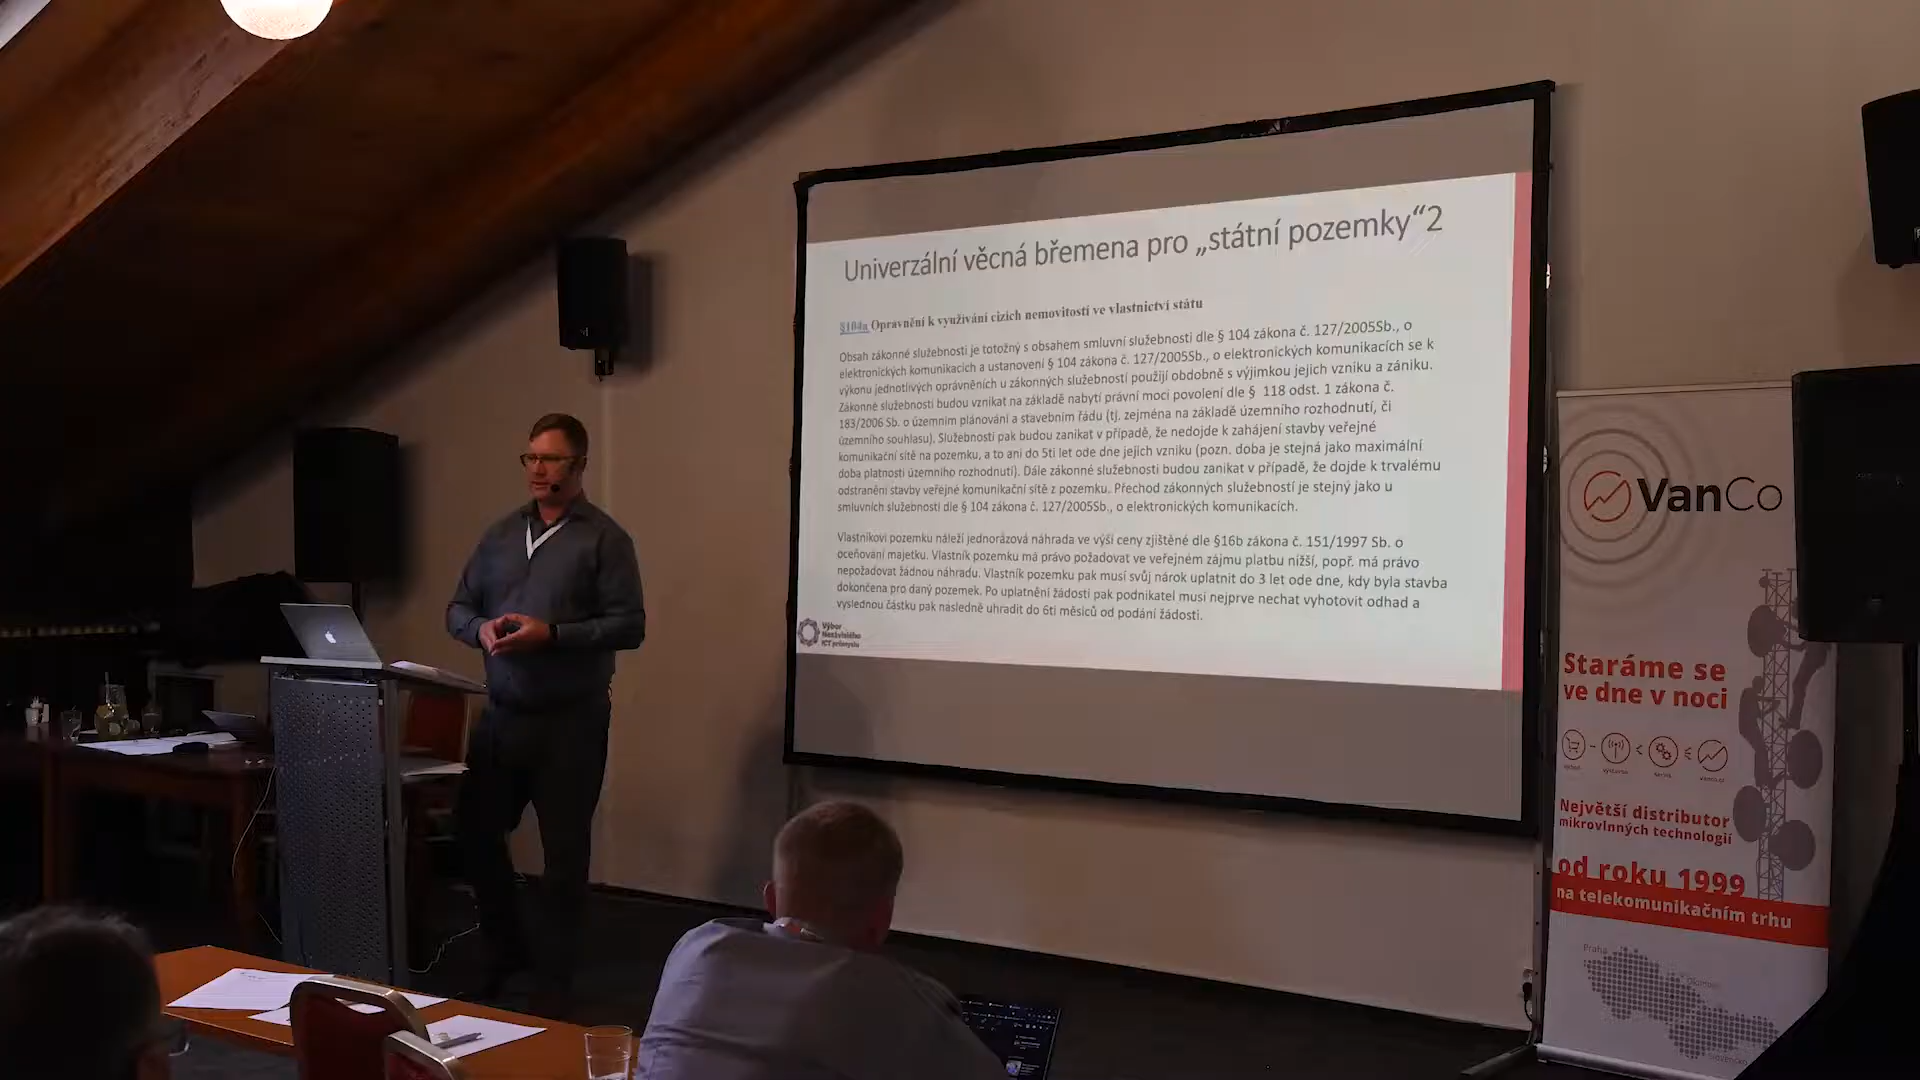 Univerzální věcná břemena pro „státní pozemky“2
§104a Oprávnění k využívání cizích nemovitostí ve vlastnictví státu
Obsah zákonné služebnosti je totožný s obsahem smluvní služebnosti dle § 104 zákona č. 127/2005Sb., o
elektronických komunikacích a ustanovení § 104 zákona č. 127/2005Sb., o elektronických komunikacích se k
výkonu jednotlivých oprávněních u zákonných služebností použijí obdobně s výjimkou jejich vzniku a zániku.
Zákonné služebnosti budou vznikat na základě nabytí právní moci povolení dle § 118 odst. 1 zákona č.
183/2006 Sb. o územním plánování a stavebním řádu (tj. zejména na základě územního rozhodnutí, či
územního souhlasu). Služebnosti pak budou zanikat v případě, že nedojde k zahájení stavby veřejné
komunikační sítě na pozemku, a to ani do 5ti let ode dne jejich vzniku (pozn. doba je stejná jako maximální
doba platnosti územního rozhodnutí). Dále zákonné služebnosti budou zanikat v případě, že dojde k trvalému
odstranění stavby veřejné komunikační sítě z pozemku. Přechod zákonných služebností je stejný jako u
smluvních služebností dle § 104 zákona č. 127/2005Sb., o elektronických komunikacích.
Vlastníkovi pozemku náleží jednorázová náhrada ve výši ceny zjištěné dle §16b zákona č. 151/1997 Sb. o
oceňování majetku. Vlastník pozemku má právo požadovat ve veřejném zájmu platbu nižší, popř. má právo
nepožadovat žádnou náhradu. Vlastník pozemku pak musí svůj nárok uplatnit do 3 let ode dne, kdy byla stavba
dokončena pro daný pozemek. Po uplatnění žádosti pak podnikatel musí nejprve nechat vyhotovit odhad a
výslednou částku pak následně uhradit do 6ti měsíců od podání žádosti.
Výbor
Nezávislého
ICT průmyslu
VanCo
Staráme se
ve dne v noci
Největší distributor
mikrovlnných technologií
od roku 1999
na telekomunikačním trhu
Praha
Olomouc
Slovensko